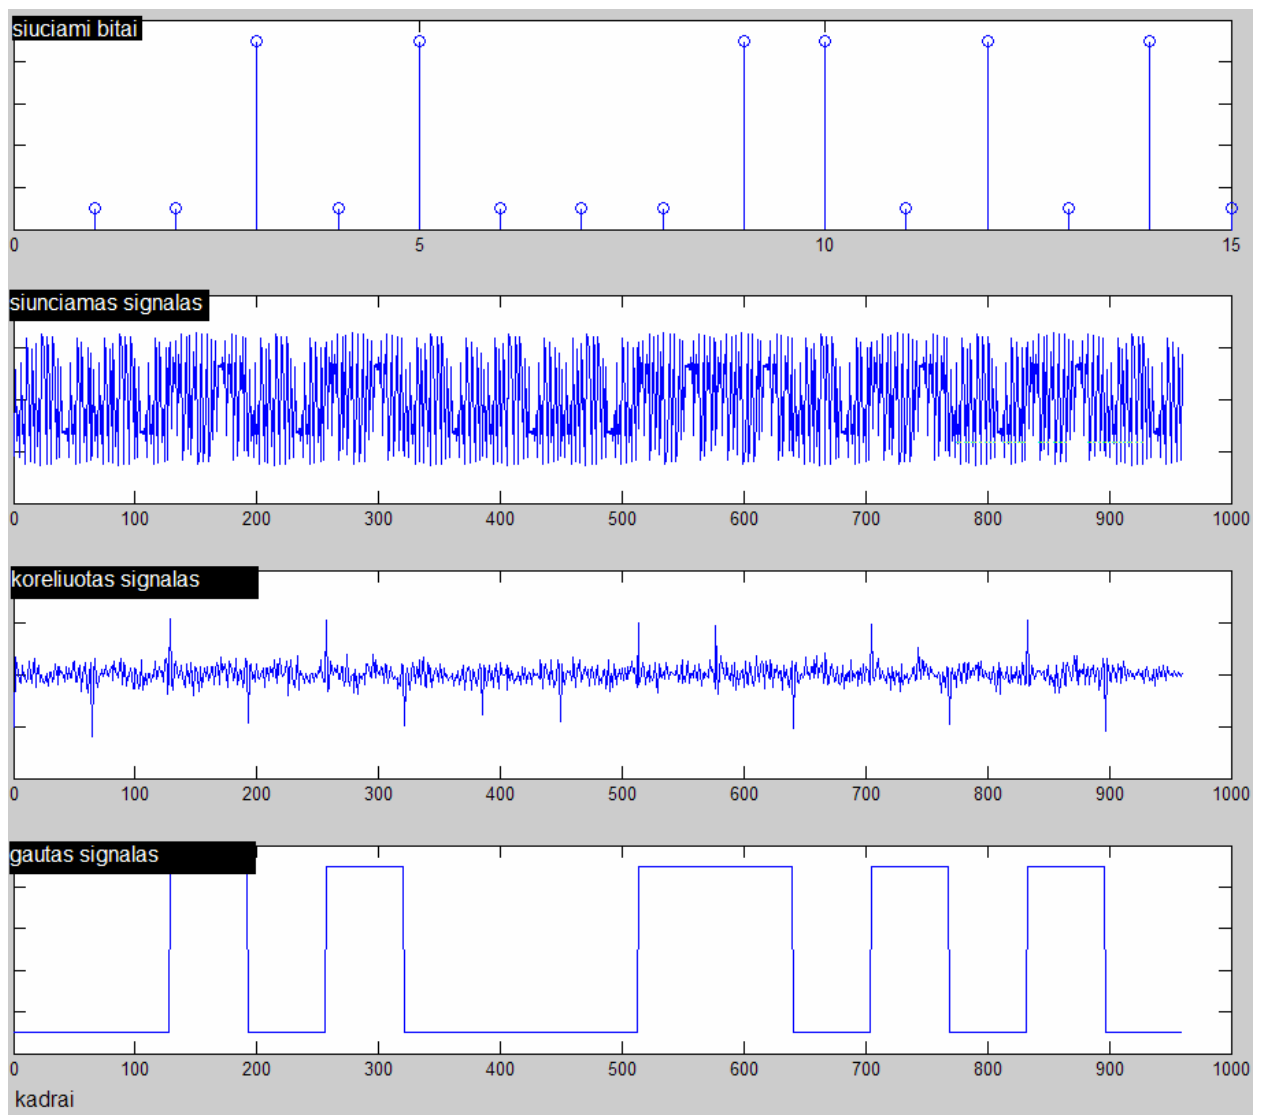 siuciami bitai
0 5 10 15
siunciamas signalas
0 100 200 300 400 500 600 700 800 900 1000
koreliuotas signalas
0 100 200 300 400 500 600 700 800 900 1000
gautas signalas
0 100 200 300 400 500 600 700 800 900 1000
kadrai